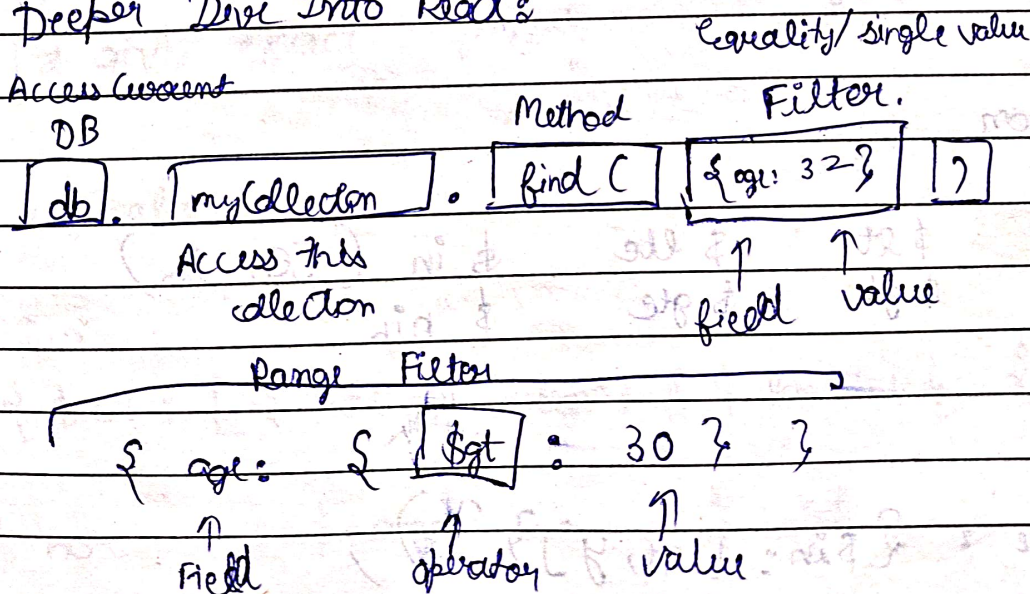 Deeper Dive Into Read:
Equality/ single value
Access Current
DB
Method
Filter.
db . myCollection . find ( { age: 32 } )
Access this
collection
field
value
Range Filter
{ age: { $gt : 30 } }
Field
operator
value